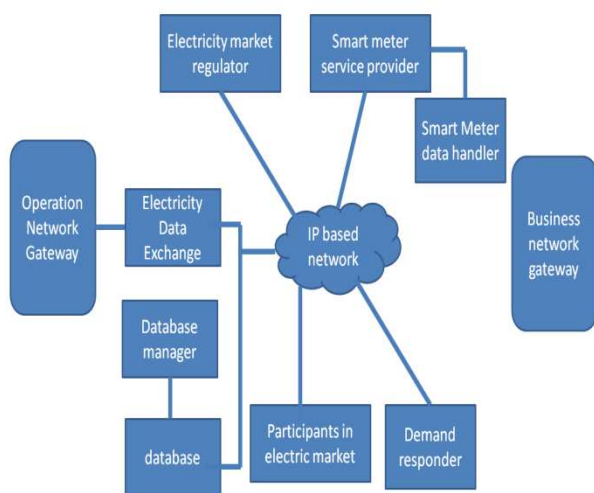 Electricity market
regulator
Smart meter
service provider
Smart Meter
data handler
Operation
Network
Gateway
Electricity
Data
Exchange
IP based
network
Business
network
gateway
Database
manager
database
Participants in
electric market
Demand
responder